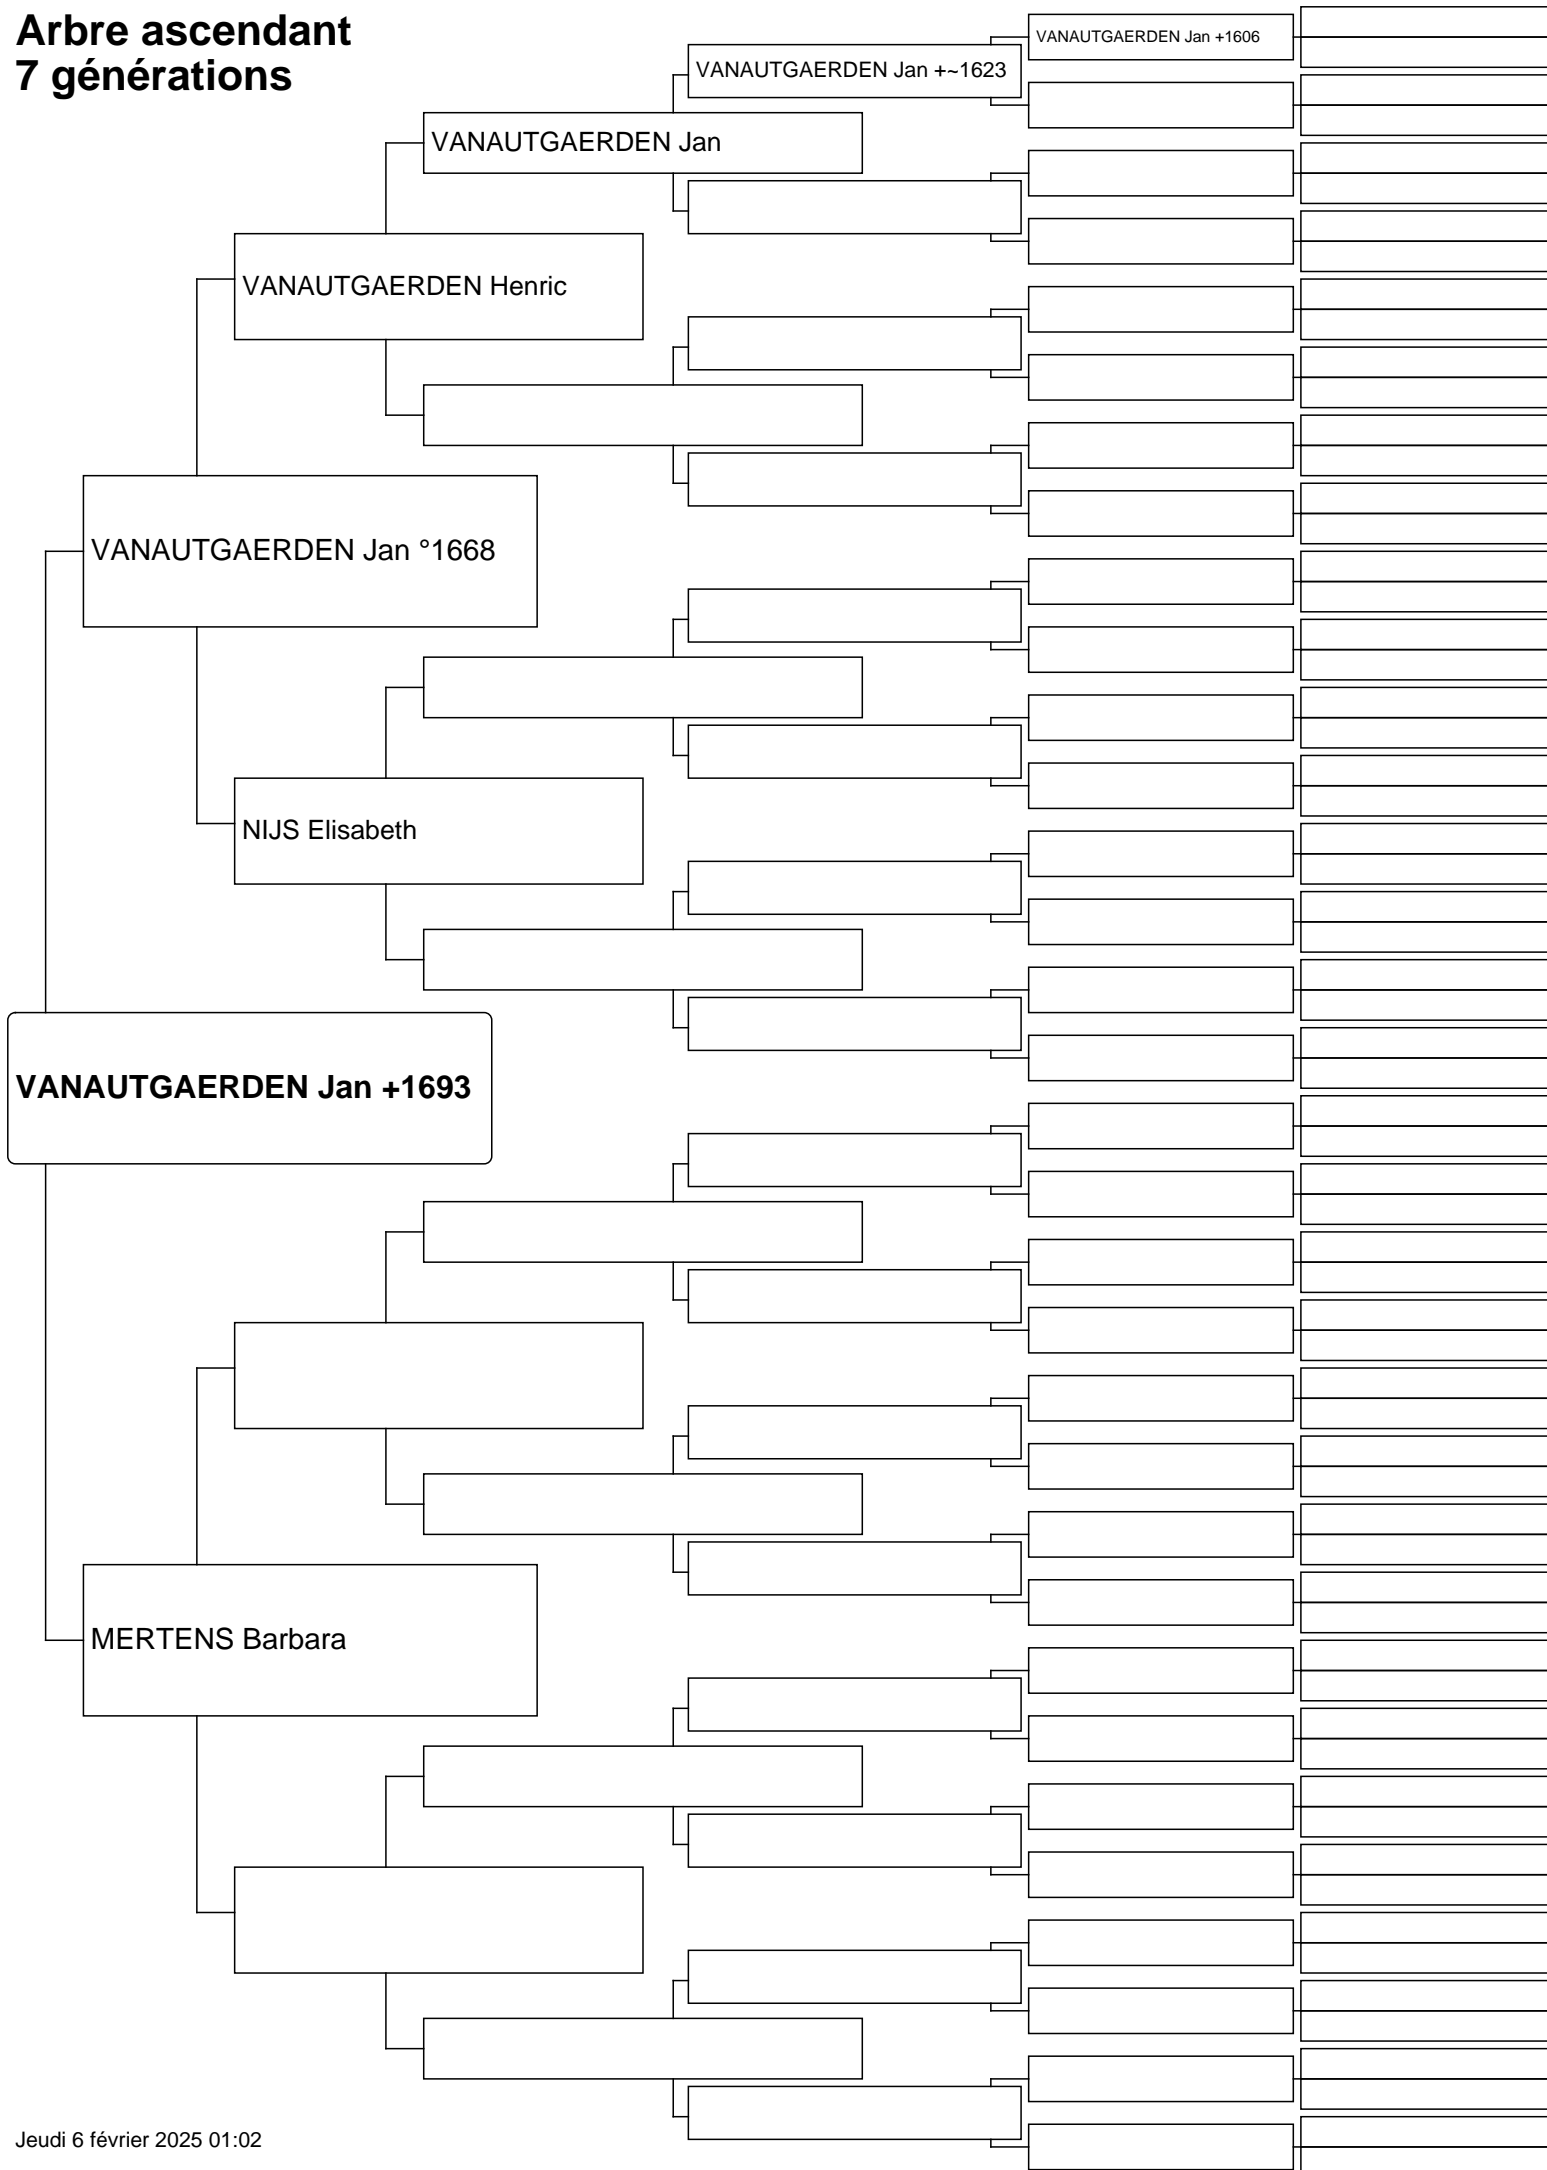 Arbre ascendant
7 générations
VANAUTGAERDEN Jan +1606
VANAUTGAERDEN Jan +~1623
VANAUTGAERDEN Jan
VANAUTGAERDEN Henric
VANAUTGAERDEN Jan °1668
NIJS Elisabeth
VANAUTGAERDEN Jan +1693
MERTENS Barbara
Jeudi 6 février 2025 01:02